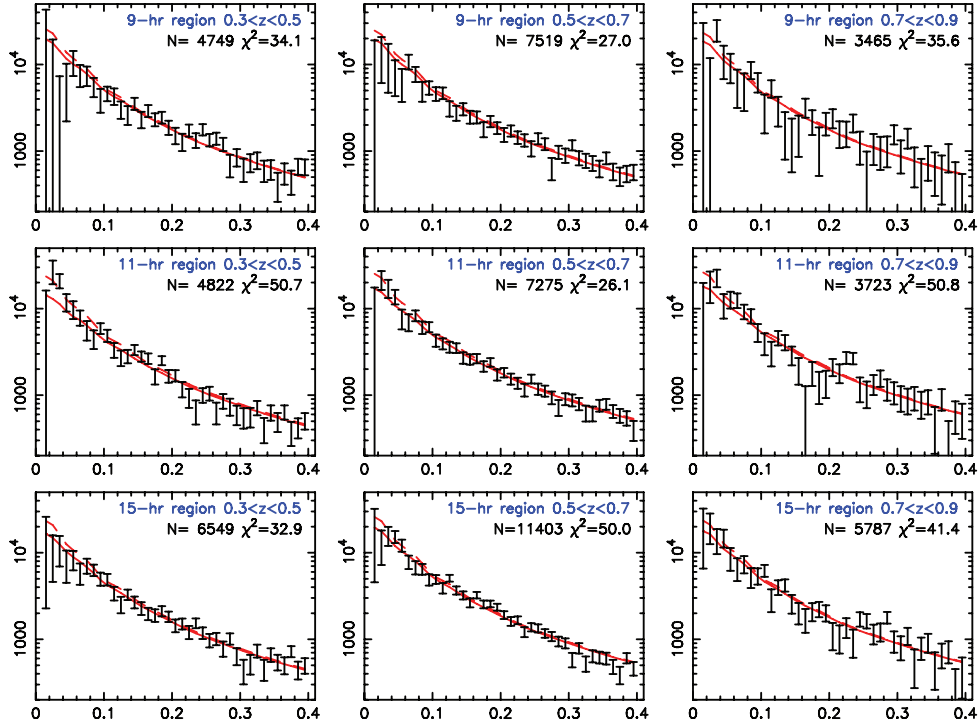 9-hr region 0.3<z<0.5
N= 4749 χ²=34.1
10⁴
1000
0 0.1 0.2 0.3 0.4
9-hr region 0.5<z<0.7
N= 7519 χ²=27.0
10⁴
1000
0 0.1 0.2 0.3 0.4
9-hr region 0.7<z<0.9
N= 3465 χ²=35.6
10⁴
1000
0 0.1 0.2 0.3 0.4
11-hr region 0.3<z<0.5
N= 4822 χ²=50.7
10⁴
1000
0 0.1 0.2 0.3 0.4
11-hr region 0.5<z<0.7
N= 7275 χ²=26.1
10⁴
1000
0 0.1 0.2 0.3 0.4
11-hr region 0.7<z<0.9
N= 3723 χ²=50.8
10⁴
1000
0 0.1 0.2 0.3 0.4
15-hr region 0.3<z<0.5
N= 6549 χ²=32.9
10⁴
1000
0 0.1 0.2 0.3 0.4
15-hr region 0.5<z<0.7
N=11403 χ²=50.0
10⁴
1000
0 0.1 0.2 0.3 0.4
15-hr region 0.7<z<0.9
N= 5787 χ²=41.4
10⁴
1000
0 0.1 0.2 0.3 0.4